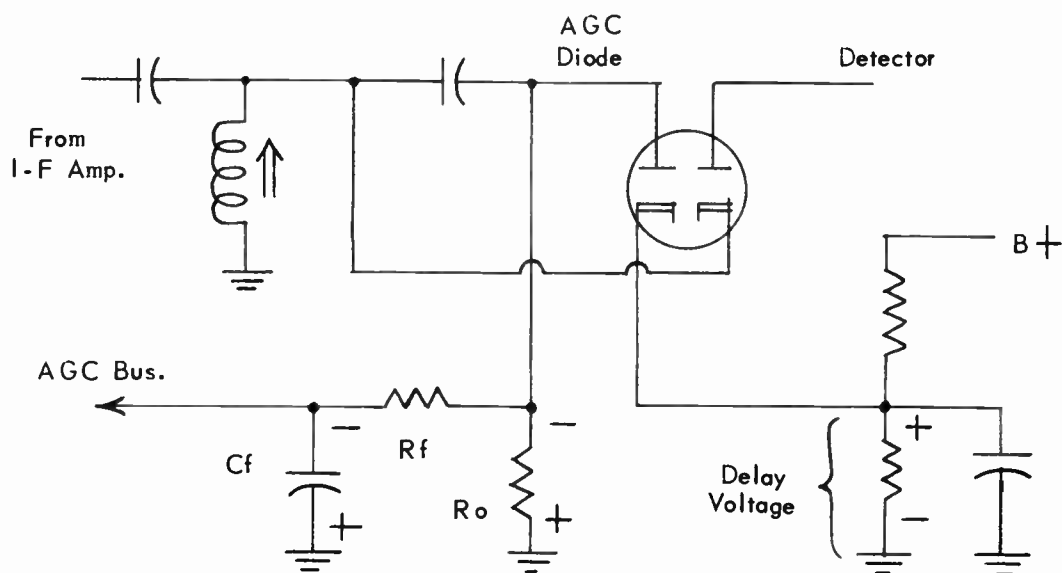 AGC
Diode
Detector
From
I-F Amp.
B+
AGC Bus.
-
Rf
-
+
Cf
Delay
Voltage
Ro
+
+
-